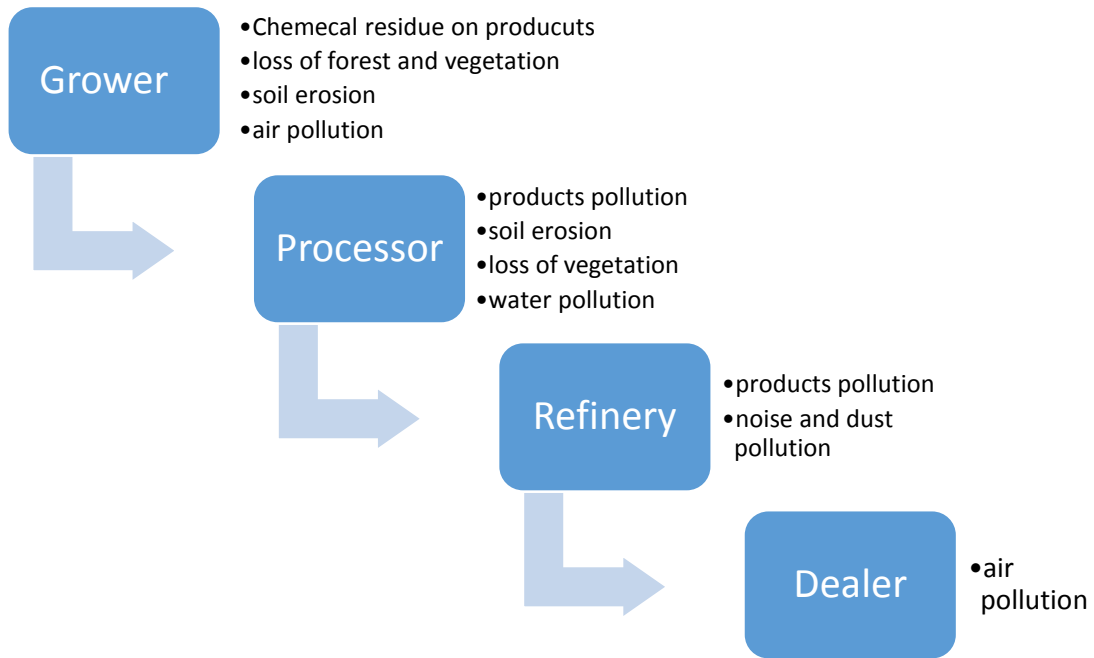 Grower
•Chemecal residue on producuts
•loss of forest and vegetation
•soil erosion
•air pollution
Processor
•products pollution
•soil erosion
•loss of vegetation
•water pollution
Refinery
•products pollution
•noise and dust
pollution
Dealer
•air
pollution